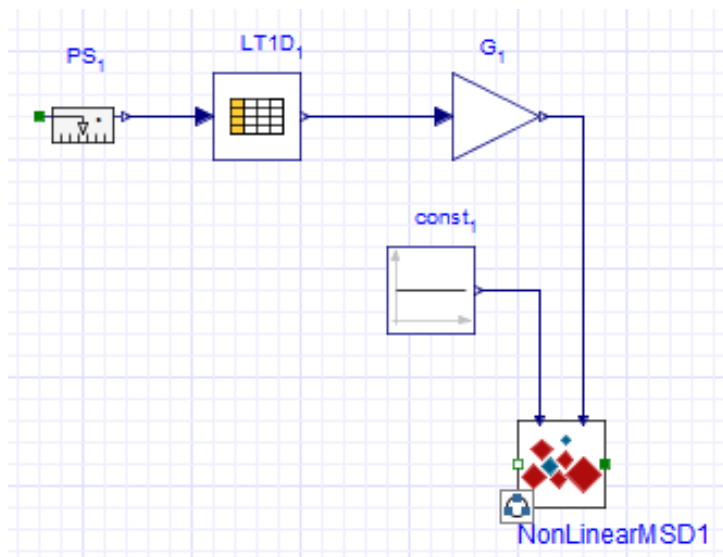 PS₁
LT1D₁
G₁
const₁
NonLinearMSD1